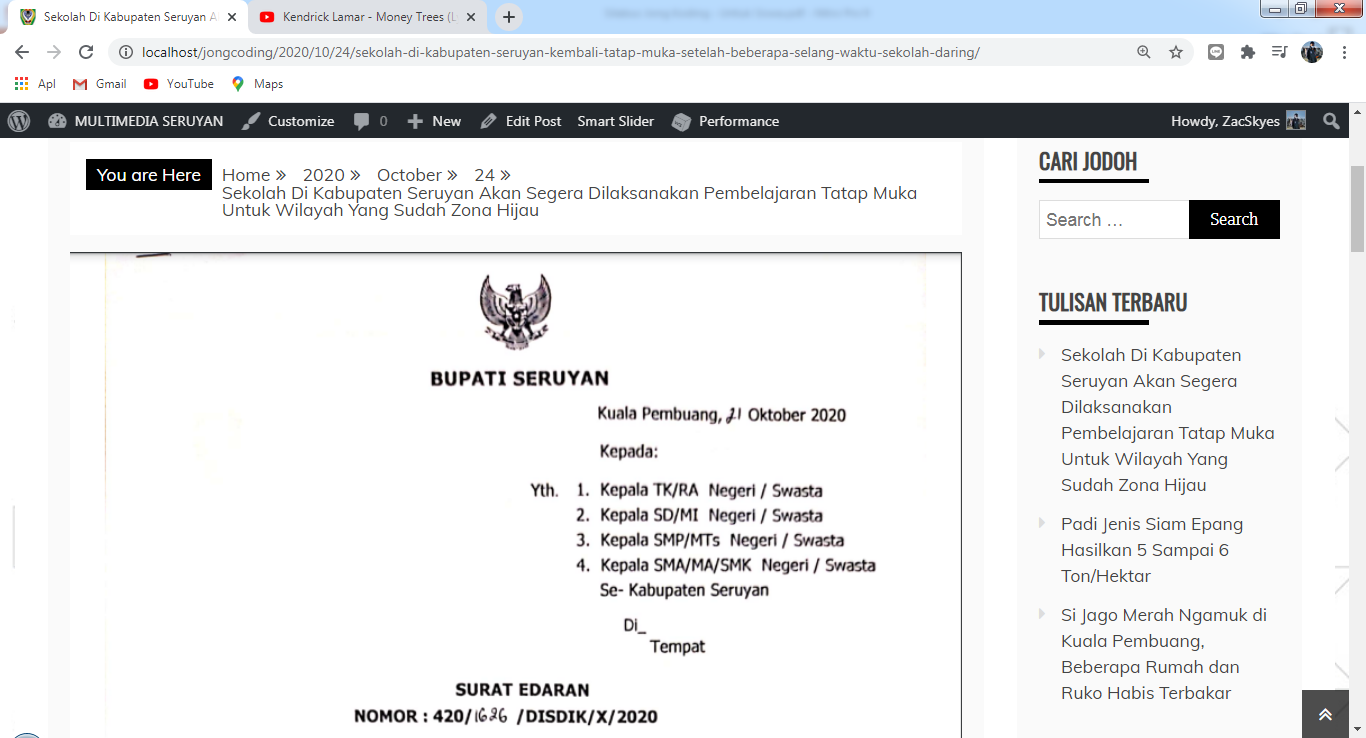 Sekolah Di Kabupaten Seruyan A
Kendrick Lamar - Money Trees (L
localhost/jongcoding/2020/10/24/sekolah-di-kabupaten-seruyan-kembali-tatap-muka-setelah-beberapa-selang-waktu-sekolah-daring/
Apl Gmail YouTube Maps
MULTIMEDIA SERUYAN Customize 0 New Edit Post Smart Slider Performance Howdy, ZacSkyes
You are Here Home » 2020 » October » 24 »
Sekolah Di Kabupaten Seruyan Akan Segera Dilaksanakan Pembelajaran Tatap Muka
Untuk Wilayah Yang Sudah Zona Hijau
BUPATI SERUYAN
Kuala Pembuang, 21 Oktober 2020
Kepada:
Yth. 1. Kepala TK/RA Negeri / Swasta
2. Kepala SD/MI Negeri / Swasta
3. Kepala SMP/MTs Negeri / Swasta
4. Kepala SMA/MA/SMK Negeri / Swasta
Se- Kabupaten Seruyan
Di_
Tempat
SURAT EDARAN
NOMOR : 420/1626 /DISDIK/X/2020
CARI JODOH
Search …
Search
TULISAN TERBARU
Sekolah Di Kabupaten
Seruyan Akan Segera
Dilaksanakan
Pembelajaran Tatap Muka
Untuk Wilayah Yang
Sudah Zona Hijau
Padi Jenis Siam Epang
Hasilkan 5 Sampai 6
Ton/Hektar
Si Jago Merah Ngamuk di
Kuala Pembuang,
Beberapa Rumah dan
Ruko Habis Terbakar